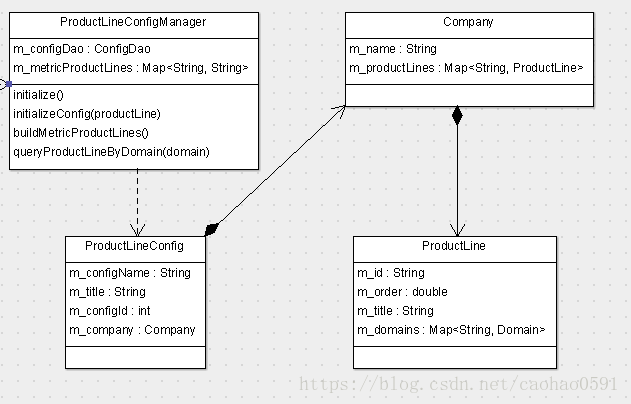 ProductLineConfigManager
m_configDao : ConfigDao
m_metricProductLines : Map<String, String>
initialize()
initializeConfig(productLine)
buildMetricProductLines()
queryProductLineByDomain(domain)
Company
m_name : String
m_productLines : Map<String, ProductLine>
ProductLineConfig
m_configName : String
m_title : String
m_configId : int
m_company : Company
ProductLine
m_id : String
m_order : double
m_title : String
m_domains : Map<String, Domain>
https://blog.csdn.net/caohao0591